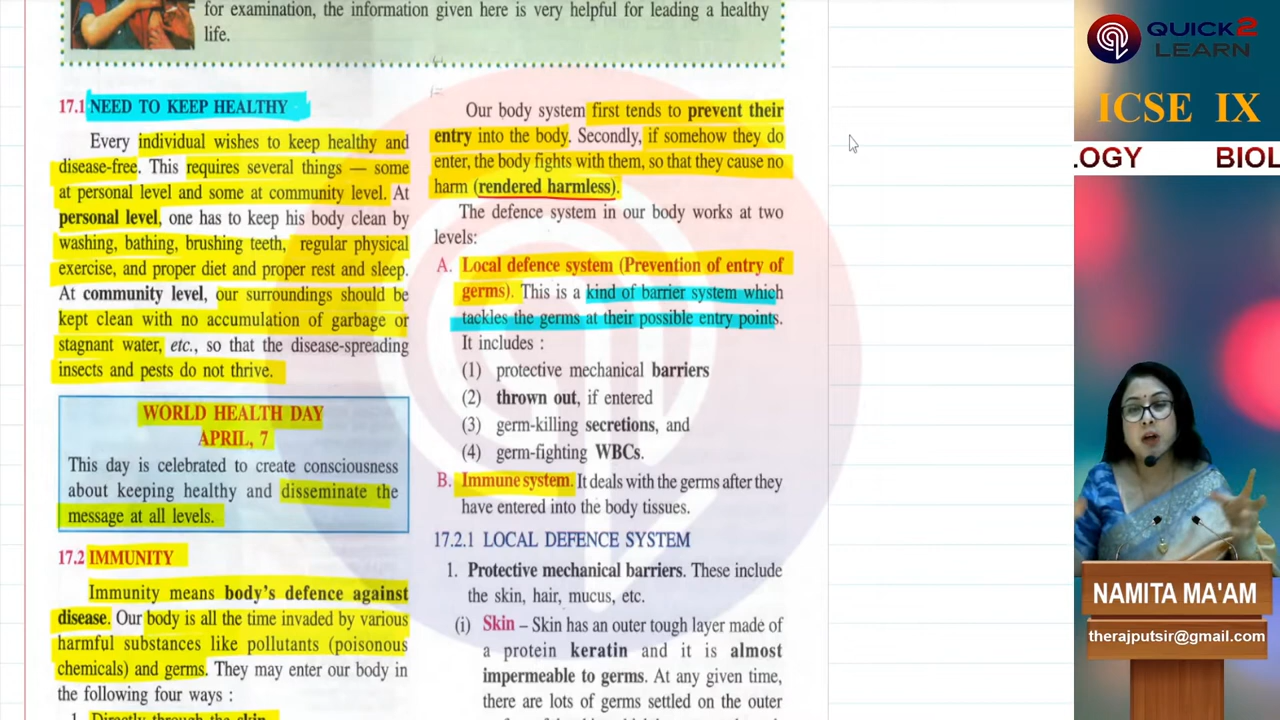 for examination, the information given here is very helpful for leading a healthy
life.
17.1 NEED TO KEEP HEALTHY
Every individual wishes to keep healthy and
disease-free. This requires several things — some
at personal level and some at community level. At
personal level, one has to keep his body clean by
washing, bathing, brushing teeth, regular physical
exercise, and proper diet and proper rest and sleep.
At community level, our surroundings should be
kept clean with no accumulation of garbage or
stagnant water, etc., so that the disease-spreading
insects and pests do not thrive.
WORLD HEALTH DAY
APRIL, 7
This day is celebrated to create consciousness
about keeping healthy and disseminate the
message at all levels.
17.2 IMMUNITY
Immunity means body's defence against
disease. Our body is all the time invaded by various
harmful substances like pollutants (poisonous
chemicals) and germs. They may enter our body in
the following four ways :
1. Directly through the skin
Our body system first tends to prevent their
entry into the body. Secondly, if somehow they do
enter, the body fights with them, so that they cause no
harm (rendered harmless).
The defence system in our body works at two
levels:
A. Local defence system (Prevention of entry of
germs). This is a kind of barrier system which
tackles the germs at their possible entry points.
It includes :
(1) protective mechanical barriers
(2) thrown out, if entered
(3) germ-killing secretions, and
(4) germ-fighting WBCs.
B. Immune system. It deals with the germs after they
have entered into the body tissues.
17.2.1 LOCAL DEFENCE SYSTEM
1. Protective mechanical barriers. These include
the skin, hair, mucus, etc.
(i) Skin – Skin has an outer tough layer made of
a protein keratin and it is almost
impermeable to germs. At any given time,
there are lots of germs settled on the outer
QUICK2
LEARN
ICSE IX
.OGY BIOL
NAMITA MA'AM
therajputsir@gmail.com